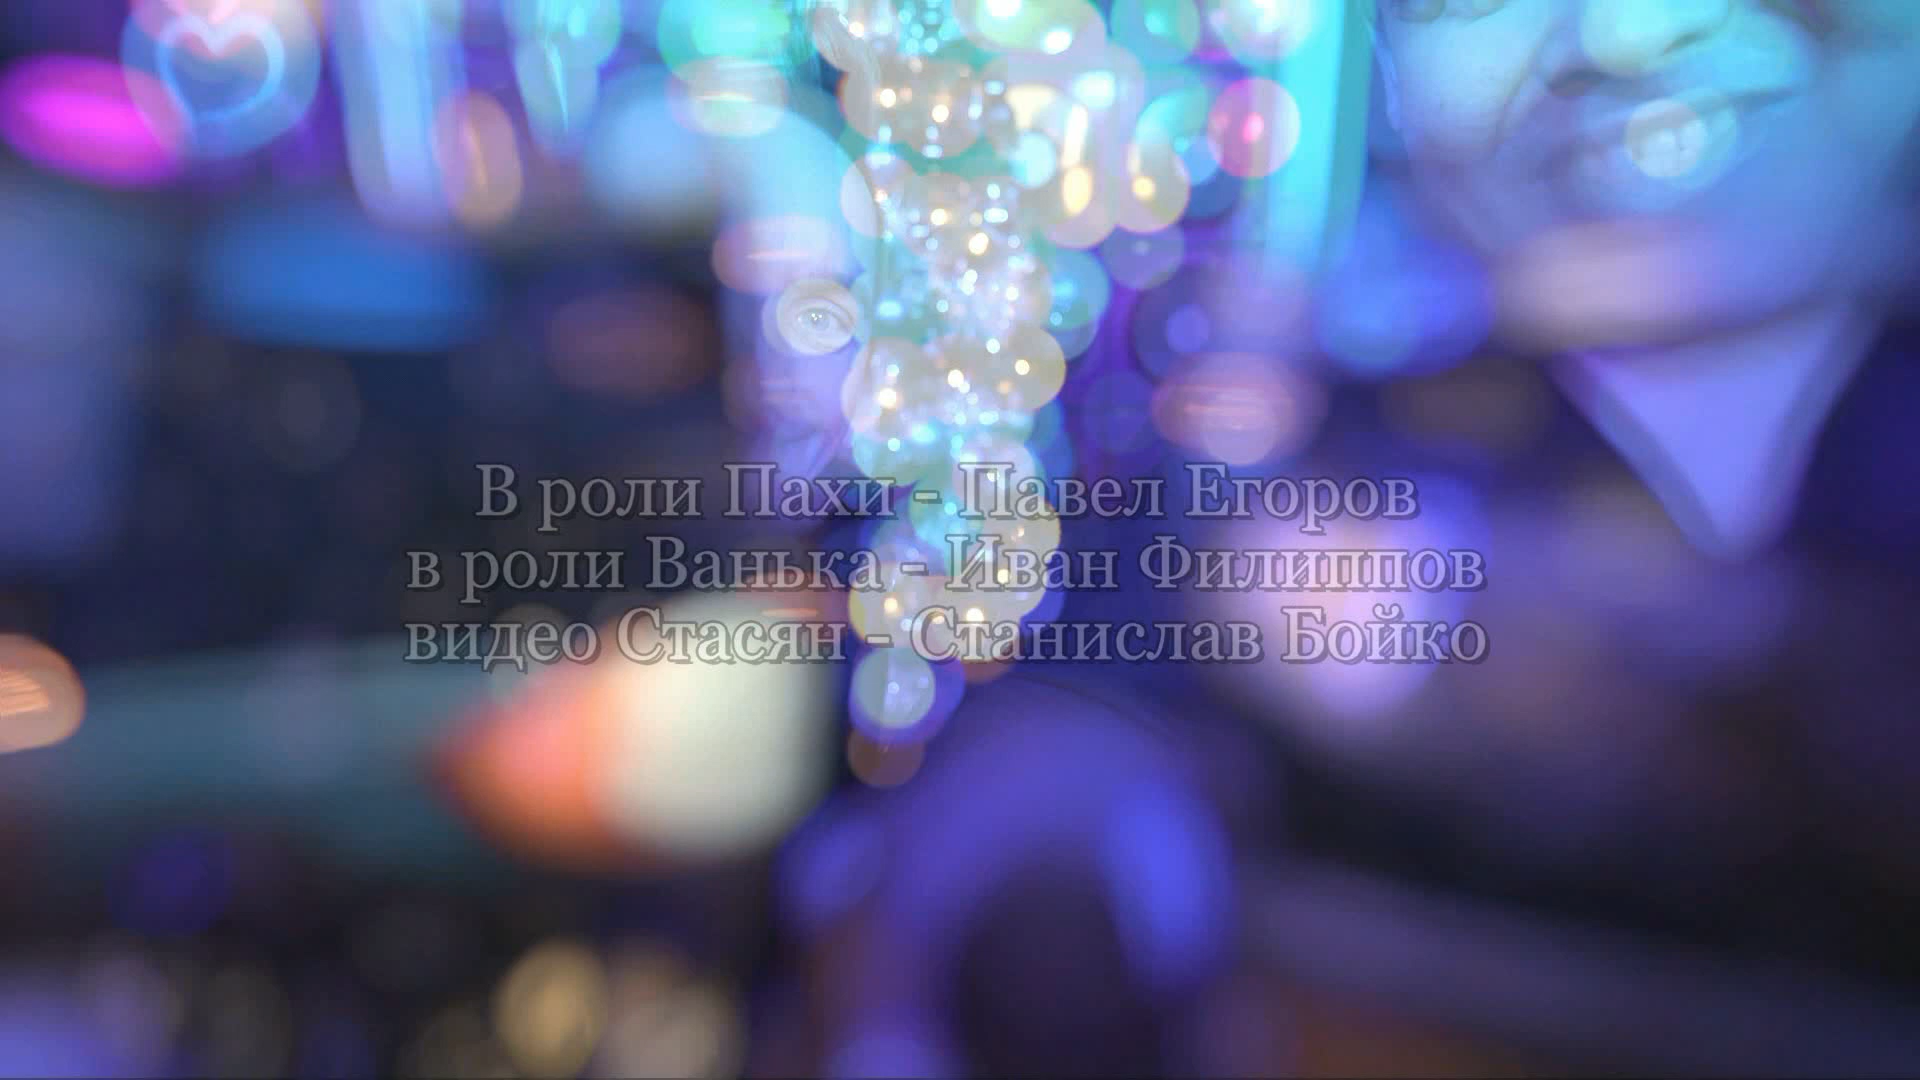 В роли Пахи - Павел Егоров
в роли Ванька - Иван Филиппов
видео Стасян - Станислав Бойко